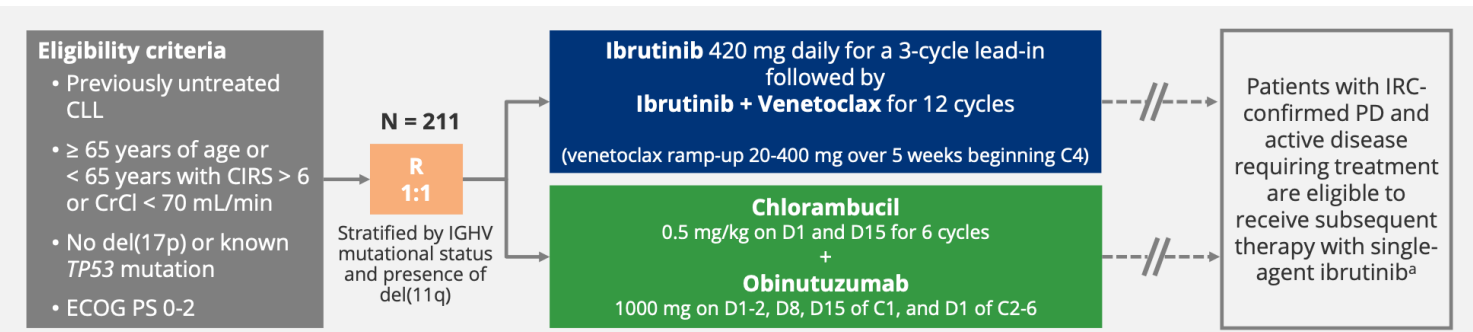 Eligibility criteria
• Previously untreated
CLL
• ≥ 65 years of age or
< 65 years with CIRS > 6
or CrCl < 70 mL/min
• No del(17p) or known
TP53 mutation
• ECOG PS 0-2
N = 211
R
1:1
Stratified by IGHV
mutational status
and presence of
del(11q)
Ibrutinib 420 mg daily for a 3-cycle lead-in
followed by
Ibrutinib + Venetoclax for 12 cycles
(venetoclax ramp-up 20-400 mg over 5 weeks beginning C4)
Chlorambucil
0.5 mg/kg on D1 and D15 for 6 cycles
+
Obinutuzumab
1000 mg on D1-2, D8, D15 of C1, and D1 of C2-6
Patients with IRC-
confirmed PD and
active disease
requiring treatment
are eligible to
receive subsequent
therapy with single-
agent ibrutinibᵃ